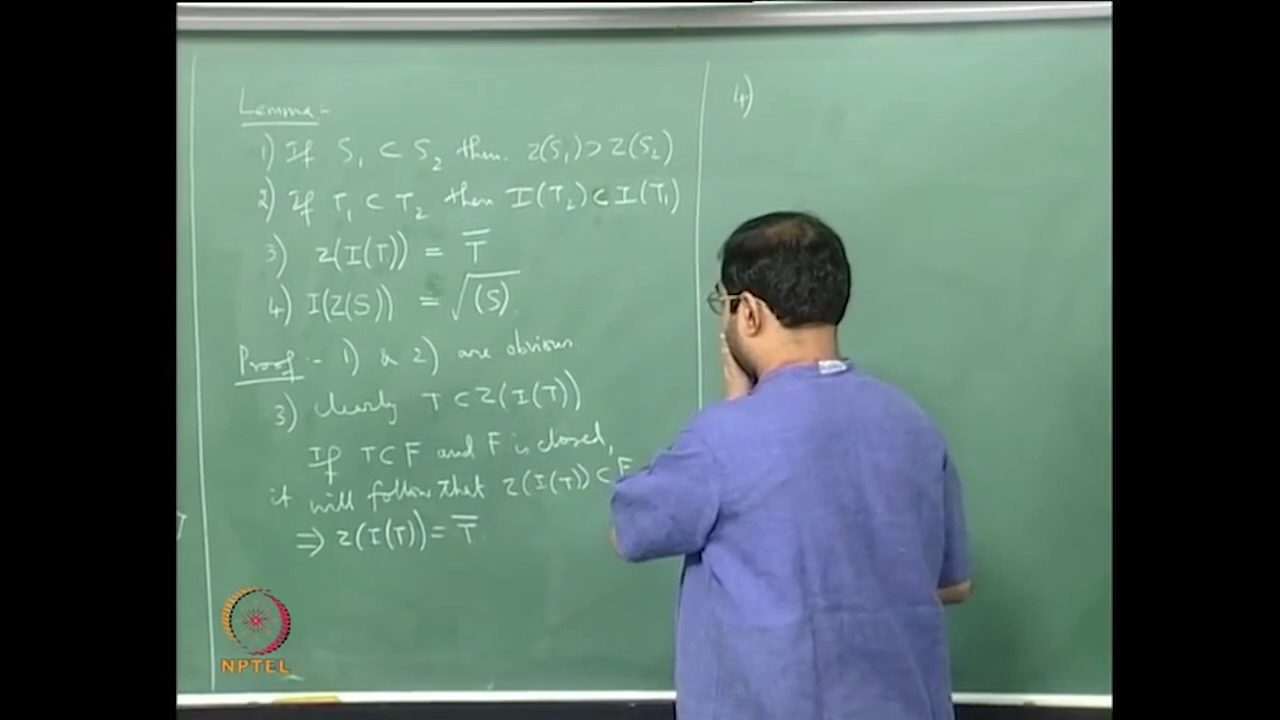 Lemma:-
1) If S₁ ⊂ S₂ then Z(S₁) ⊃ Z(S₂)
2) If T₁ ⊂ T₂ then I(T₂) ⊂ I(T₁)
3) Z(I(T)) = T̅
4) I(Z(S)) = √(S)
Proof:- 1) & 2) are obvious
3) clearly T ⊂ Z(I(T))
If T ⊂ F and F is closed,
it will follow that Z(I(T)) ⊂ F
⇒ Z(I(T)) = T̅
4)
NPTEL